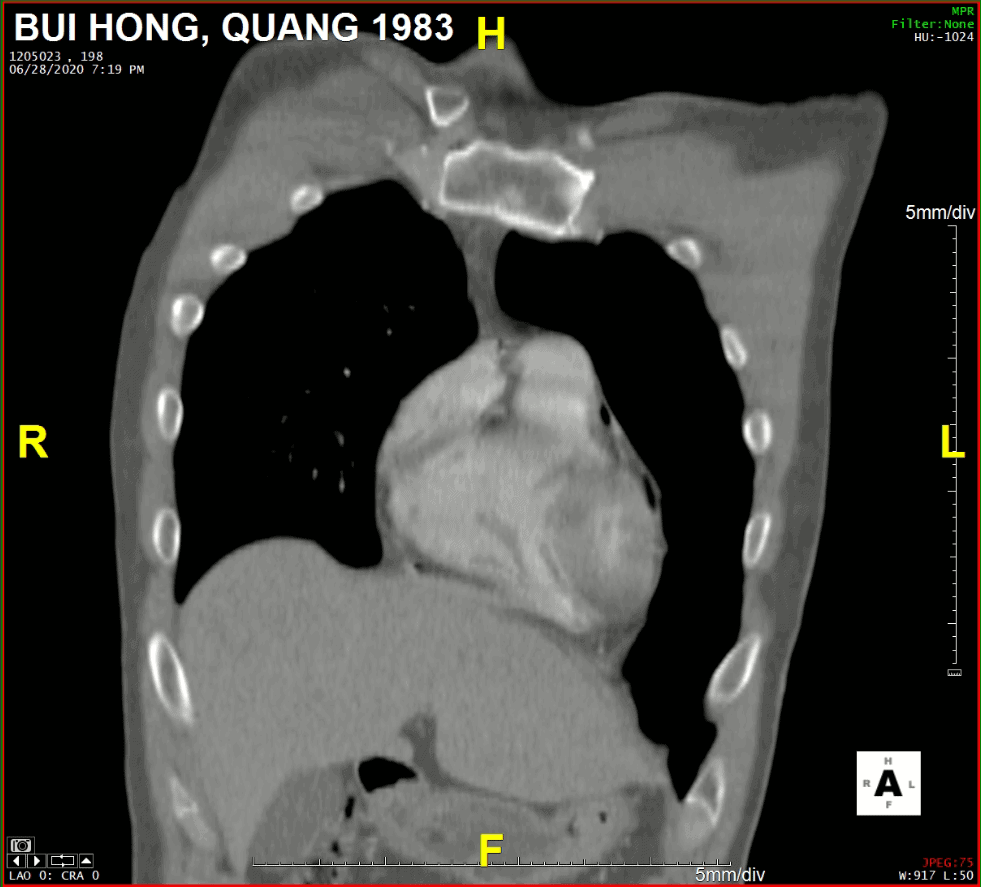 BUI HONG, QUANG 1983
1205023 , 198
06/28/2020 7:19 PM
H
MPR
Filter:None
HU:-1024
5mm/div
R
L
H
R A L
F
F
LAO 0: CRA 0
5mm/div
JPEG:75
W:917 L:50